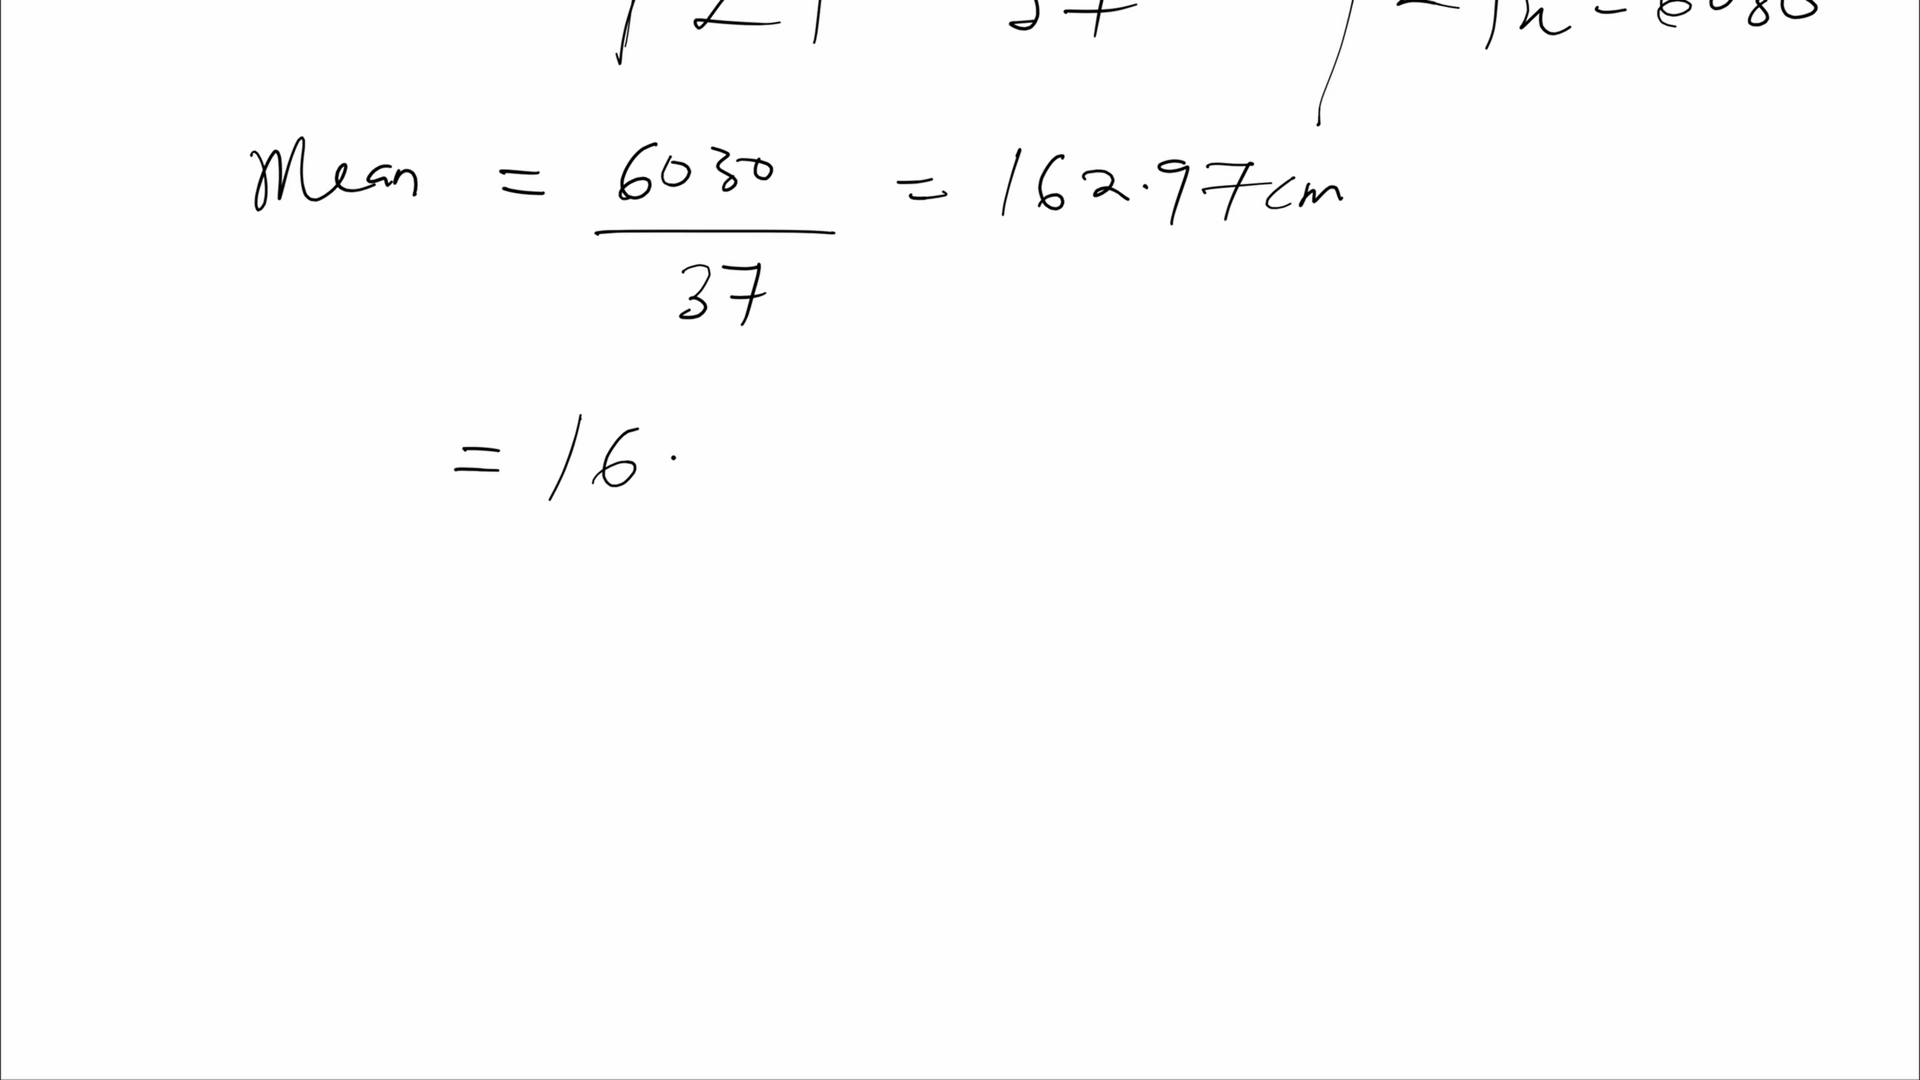 Mean = 6030 = 162.97cm
37
= 16.